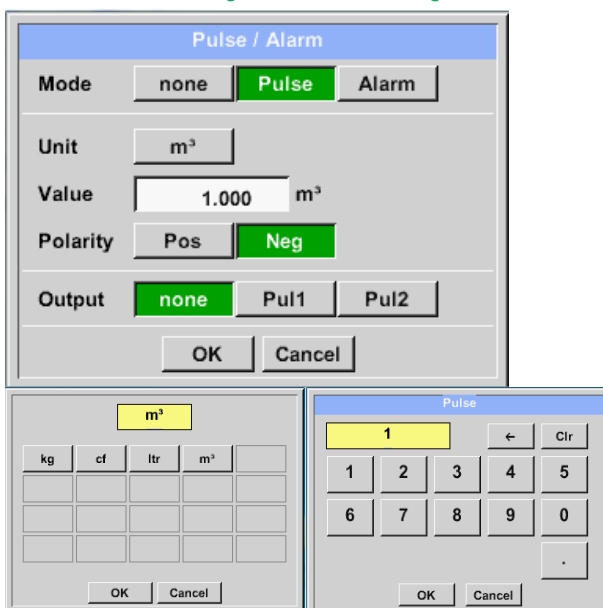 Pulse / Alarm
Mode none Pulse Alarm
Unit m³
Value 1.000 m³
Polarity Pos Neg
Output none Pul1 Pul2
OK Cancel
m³
kg cf ltr m³
OK Cancel
Pulse
1 ← Clr
1 2 3 4 5
6 7 8 9 0
.
OK Cancel